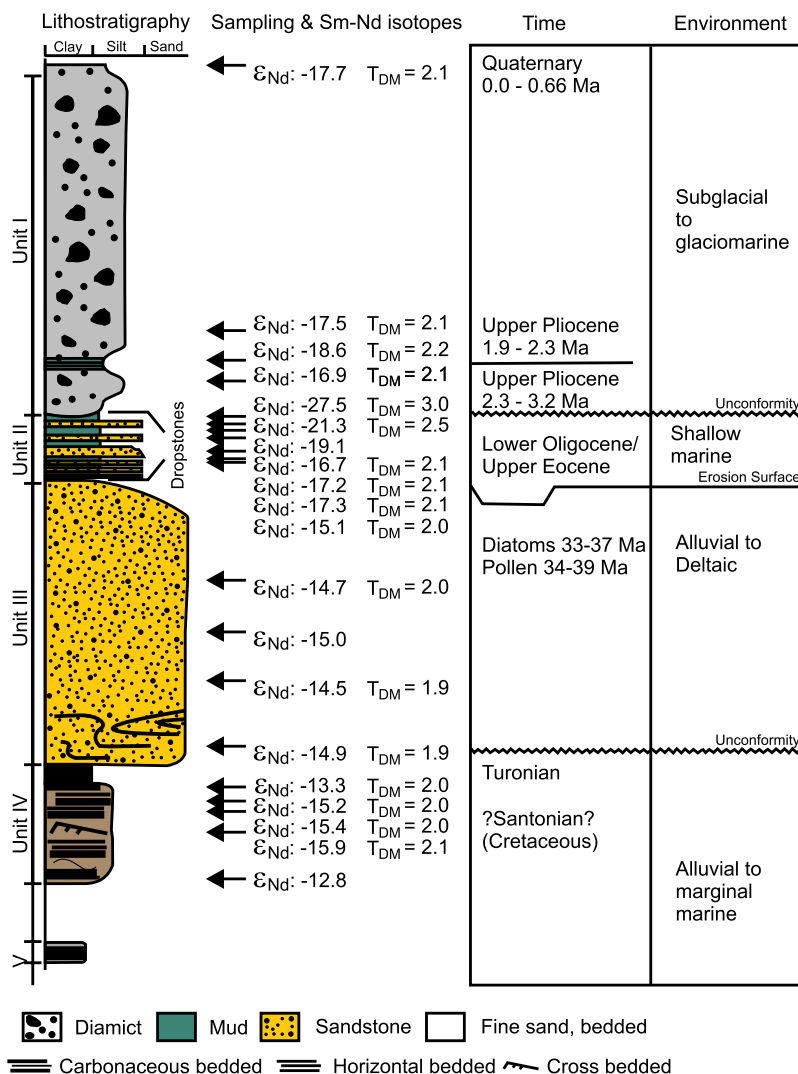 Lithostratigraphy Sampling & Sm-Nd isotopes Time Environment
Clay Silt Sand
εNd: -17.7 TDM = 2.1
Quaternary
0.0 - 0.66 Ma
Unit I
Subglacial
to
glaciomarine
εNd: -17.5 TDM = 2.1
εNd: -18.6 TDM = 2.2
εNd: -16.9 TDM = 2.1
Upper Pliocene
1.9 - 2.3 Ma
Upper Pliocene
2.3 - 3.2 Ma
Unconformity
Unit II
Dropstones
εNd: -27.5 TDM = 3.0
εNd: -21.3 TDM = 2.5
εNd: -19.1
εNd: -16.7 TDM = 2.1
εNd: -17.2 TDM = 2.1
εNd: -17.3 TDM = 2.1
εNd: -15.1 TDM = 2.0
Lower Oligocene/
Upper Eocene
Shallow
marine
Erosion Surface
Unit III
εNd: -14.7 TDM = 2.0
εNd: -15.0
εNd: -14.5 TDM = 1.9
εNd: -14.9 TDM = 1.9
Diatoms 33-37 Ma
Pollen 34-39 Ma
Alluvial to
Deltaic
Unconformity
Unit IV
εNd: -13.3 TDM = 2.0
εNd: -15.2 TDM = 2.0
εNd: -15.4 TDM = 2.0
εNd: -15.9 TDM = 2.1
εNd: -12.8
Turonian
?Santonian?
(Cretaceous)
Alluvial to
marginal
marine
V
Diamict Mud Sandstone Fine sand, bedded
Carbonaceous bedded Horizontal bedded Cross bedded